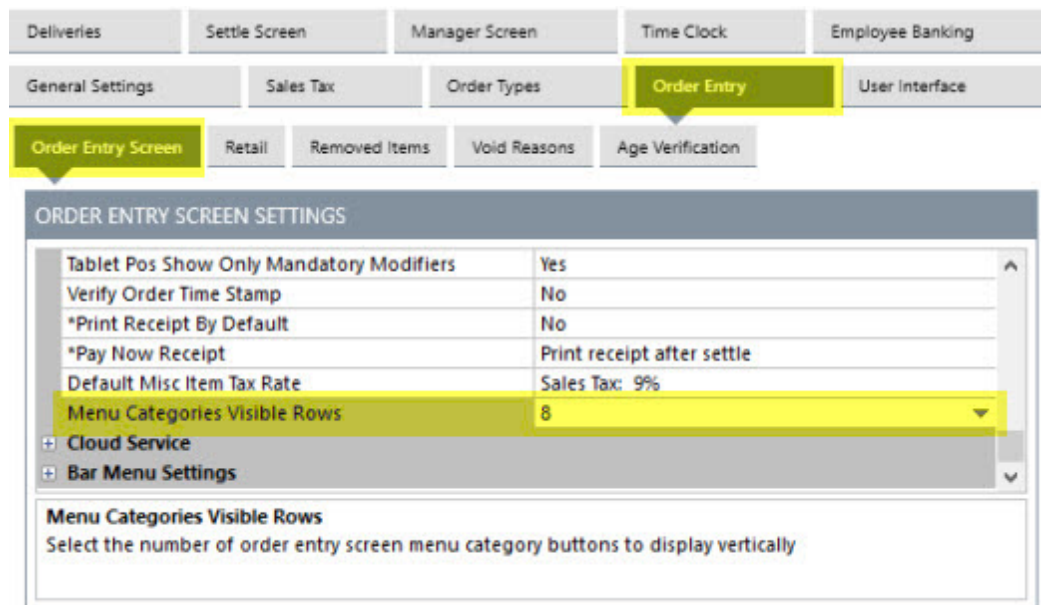 Deliveries Settle Screen Manager Screen Time Clock Employee Banking
General Settings Sales Tax Order Types Order Entry User Interface
Order Entry Screen Retail Removed Items Void Reasons Age Verification
ORDER ENTRY SCREEN SETTINGS
Tablet Pos Show Only Mandatory Modifiers Yes
Verify Order Time Stamp No
*Print Receipt By Default No
*Pay Now Receipt Print receipt after settle
Default Misc Item Tax Rate Sales Tax: 9%
Menu Categories Visible Rows 8
Cloud Service
Bar Menu Settings
Menu Categories Visible Rows
Select the number of order entry screen menu category buttons to display vertically